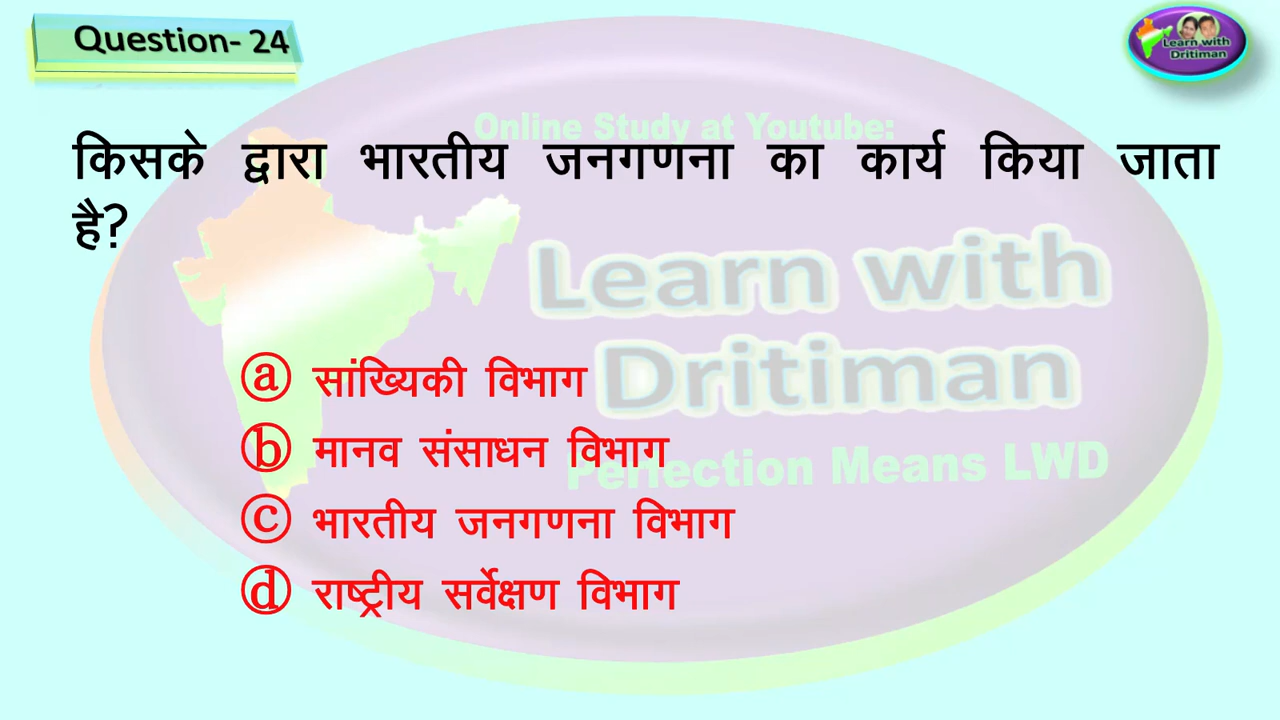 Question- 24
Learn with
Dritiman
Online Study at Youtube:
किसके द्वारा भारतीय जनगणना का कार्य किया जाता
है?
Learn with
Dritiman
Perfection Means LWD
ⓐ सांख्यिकी विभाग
ⓑ मानव संसाधन विभाग
ⓒ भारतीय जनगणना विभाग
ⓓ राष्ट्रीय सर्वेक्षण विभाग